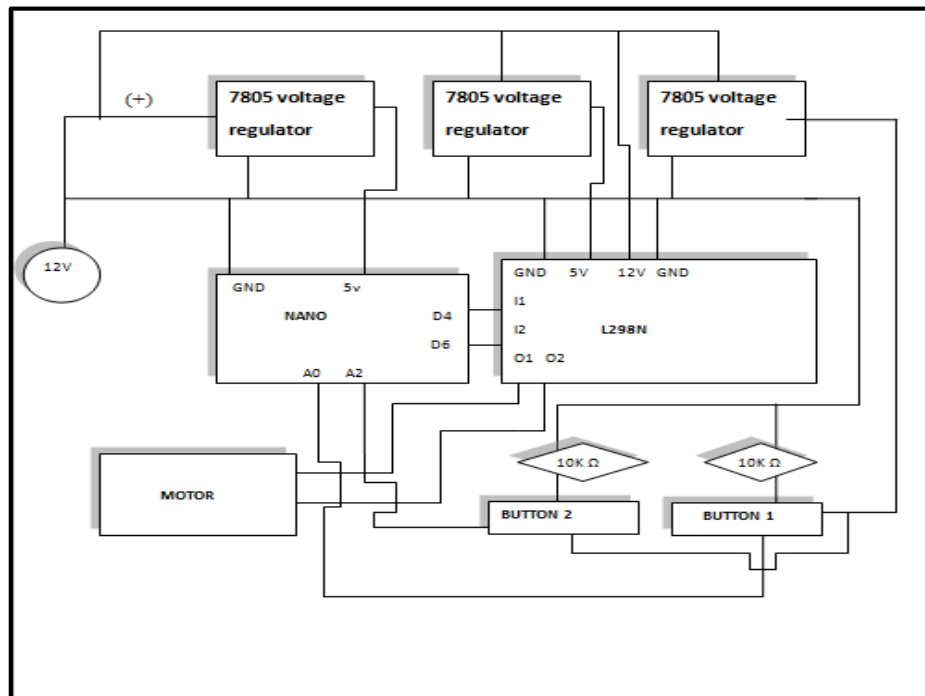 7805 voltage
regulator
7805 voltage
regulator
7805 voltage
regulator
(+)
12V
GND
5v
NANO
D4
D6
A0
A2
GND
5V
12V
GND
I1
I2
L298N
O1
O2
MOTOR
10K Ω
10K Ω
BUTTON 2
BUTTON 1